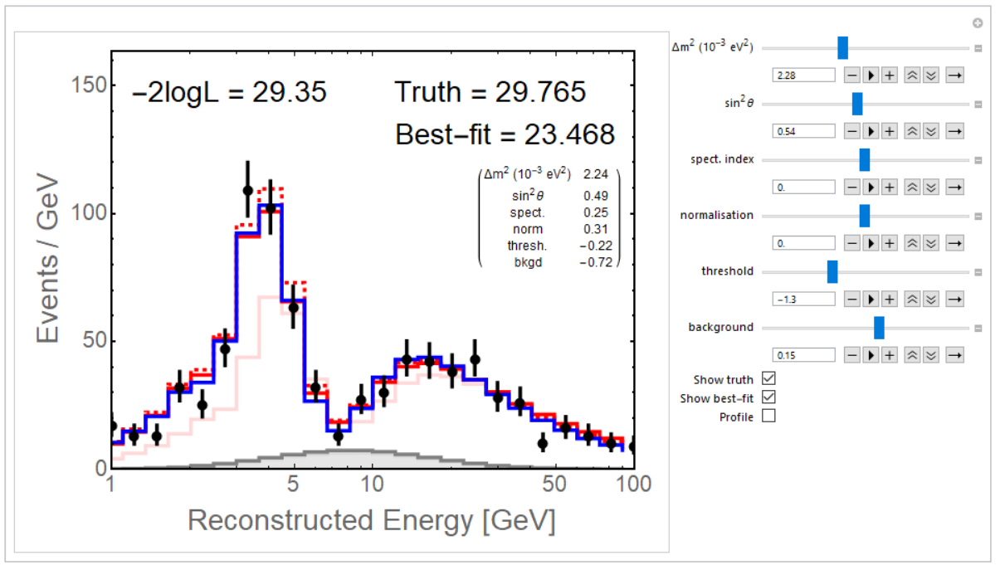 −2logL = 29.35
Truth = 29.765
Best−fit = 23.468
Δm² (10⁻³ eV²) 2.24
sin²θ 0.49
spect. 0.25
norm 0.31
thresh. −0.22
bkgd −0.72
Events / GeV
150
100
50
0
1 5 10 50 100
Reconstructed Energy [GeV]
Δm² (10⁻³ eV²)
2.28
sin²θ
0.54
spect. index
0.
normalisation
0.
threshold
−1.3
background
0.15
Show truth
Show best−fit
Profile